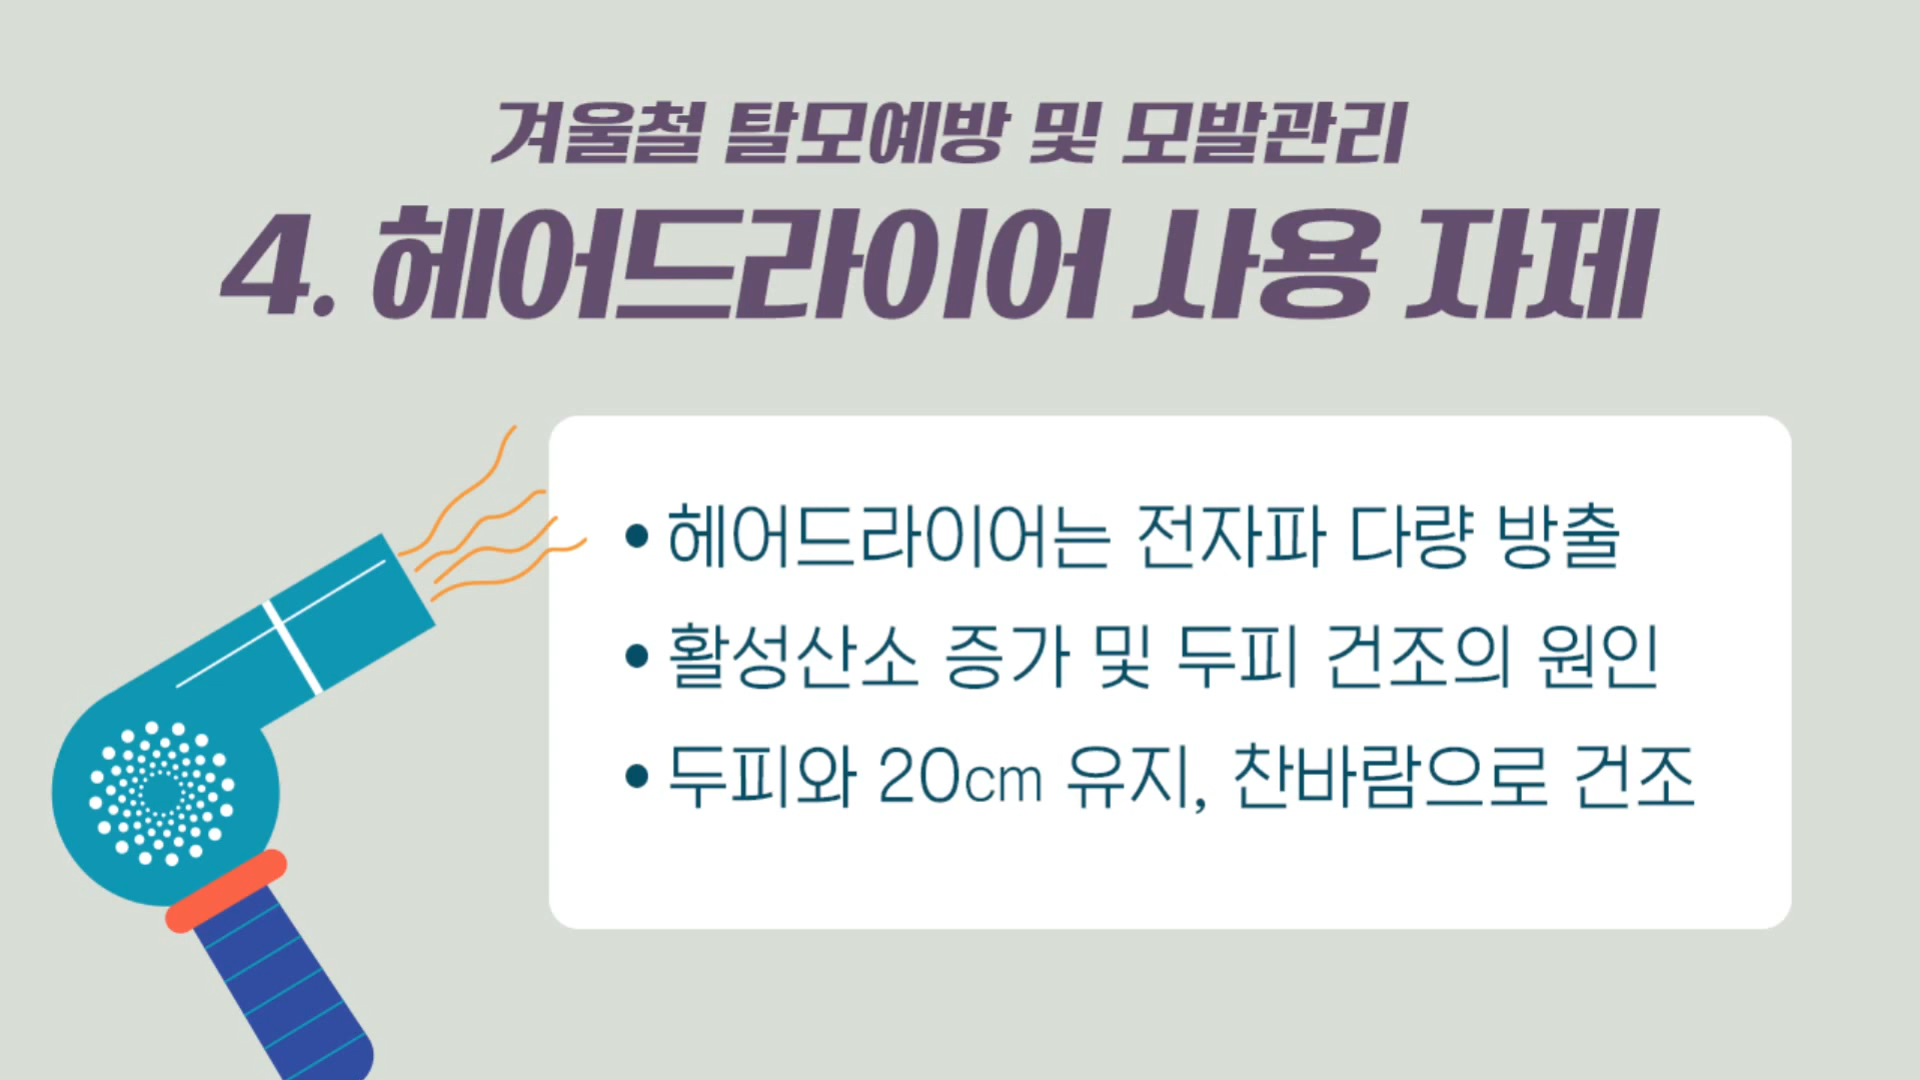 겨울철 탈모예방 및 모발관리
4. 헤어드라이어 사용 자제
• 헤어드라이어는 전자파 다량 방출
• 활성산소 증가 및 두피 건조의 원인
• 두피와 20cm 유지, 찬바람으로 건조